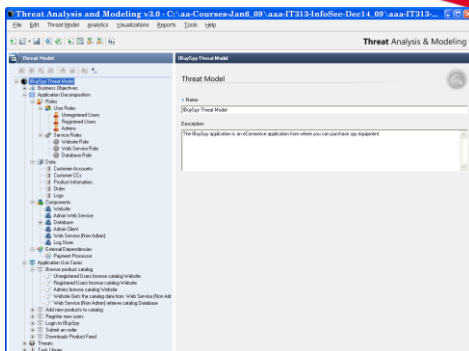 Threat Analysis and Modeling v3.0 - C:\aa-Courses-Jan6_09\aaa-IT313-InfoSec-Dec14_09\aaa-IT313-...
File Edit Threat Model Analytics Visualizations Reports Tools Help
Threat Analysis & Modeling
Threat Model
IBuySpy Threat Model
Business Objectives
Application Decomposition
Roles
User Roles
Unregistered Users
Registered Users
Admins
Service Roles
Website Role
Web Service Role
Database Role
Data
Customer Accounts
Customer CCs
Product Information
Order
Logs
Components
Website
Admin Web Service
Database
Admin Client
Web Service (Non Admin)
Log Store
External Dependencies
Payment Processor
Application Use Cases
Browse product catalog
Unregistered Users browse catalog Website
Registered Users browse catalog Website
Admins browse catalog Website
Website Gets the catalog data from Web Service (Non Adr
Web Service (Non Admin) retrieve catalog Database
Add new products to catalog
Register new users
Login to IBuySpy
Submit an order
Downloads Product Feed
Threats
Task Library
IBuySpy Threat Model
Threat Model
Name
IBuySpy Threat Model
Description
The IBuySpy application is an eCommerce application from where you can purchase spy equipment.